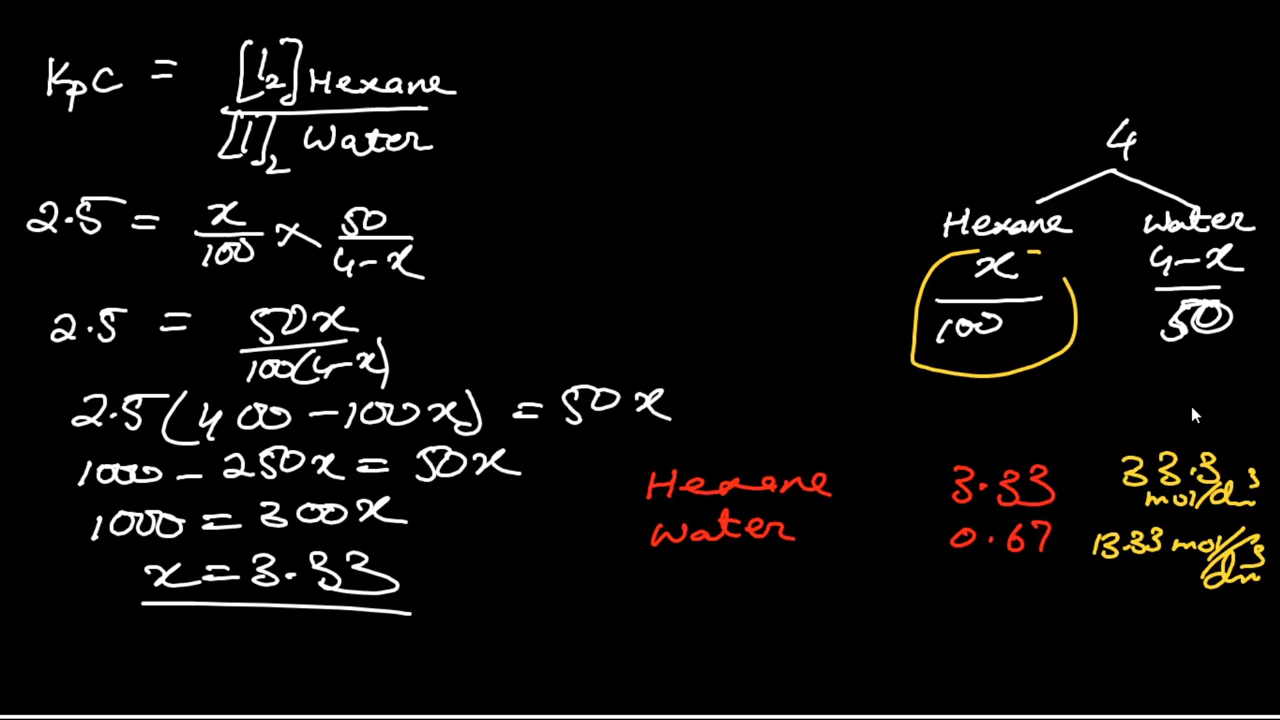 Kpc = [I2] Hexane
[I]2 Water
4
Hexane Water
x 4-x
100 50
2.5 = x/100 × 50/4-x
2.5 = 50x
100(4-x)
2.5(400-100x) = 50x
1000 - 250x = 50x
1000 = 300x
x = 3.33
Hexane 3.33 33.3 mol/dm3
Water 0.67 13.33 mol/dm3